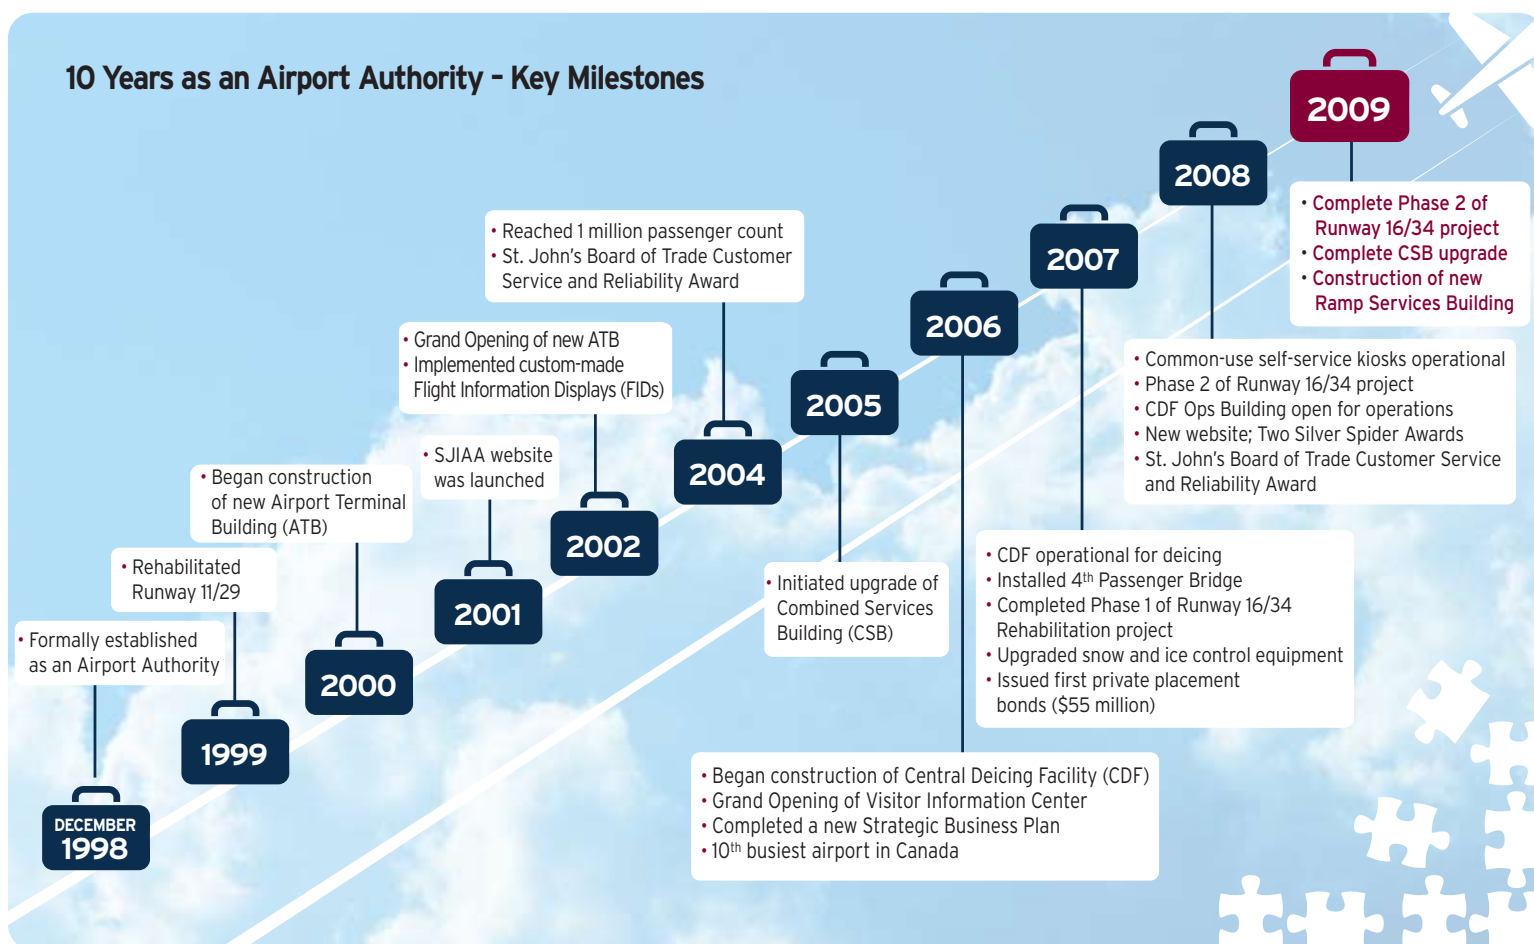 10 Years as an Airport Authority – Key Milestones
DECEMBER
1998
• Formally established
as an Airport Authority
1999
• Rehabilitated
Runway 11/29
2000
• Began construction
of new Airport Terminal
Building (ATB)
2001
• SJIAA website
was launched
2002
• Grand Opening of new ATB
• Implemented custom-made
Flight Information Displays (FIDs)
2004
• Reached 1 million passenger count
• St. John's Board of Trade Customer
Service and Reliability Award
2005
• Initiated upgrade of
Combined Services
Building (CSB)
2006
• Began construction of Central Deicing Facility (CDF)
• Grand Opening of Visitor Information Center
• Completed a new Strategic Business Plan
• 10th busiest airport in Canada
2007
• CDF operational for deicing
• Installed 4th Passenger Bridge
• Completed Phase 1 of Runway 16/34
Rehabilitation project
• Upgraded snow and ice control equipment
• Issued first private placement
bonds ($55 million)
2008
• Common-use self-service kiosks operational
• Phase 2 of Runway 16/34 project
• CDF Ops Building open for operations
• New website; Two Silver Spider Awards
• St. John's Board of Trade Customer Service
and Reliability Award
2009
• Complete Phase 2 of
Runway 16/34 project
• Complete CSB upgrade
• Construction of new
Ramp Services Building